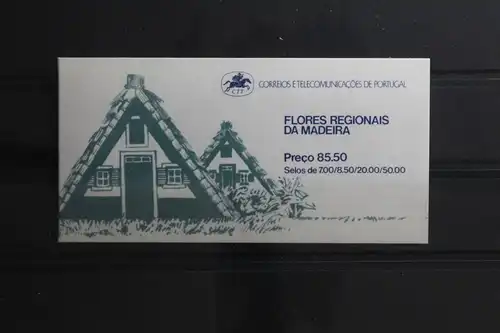 CTT
CORREIOS E TELECOMUNICAÇÕES DE PORTUGAL
FLORES REGIONAIS
DA MADEIRA
Preço 85.50
Selos de 7.00/8.50/20.00/50.00